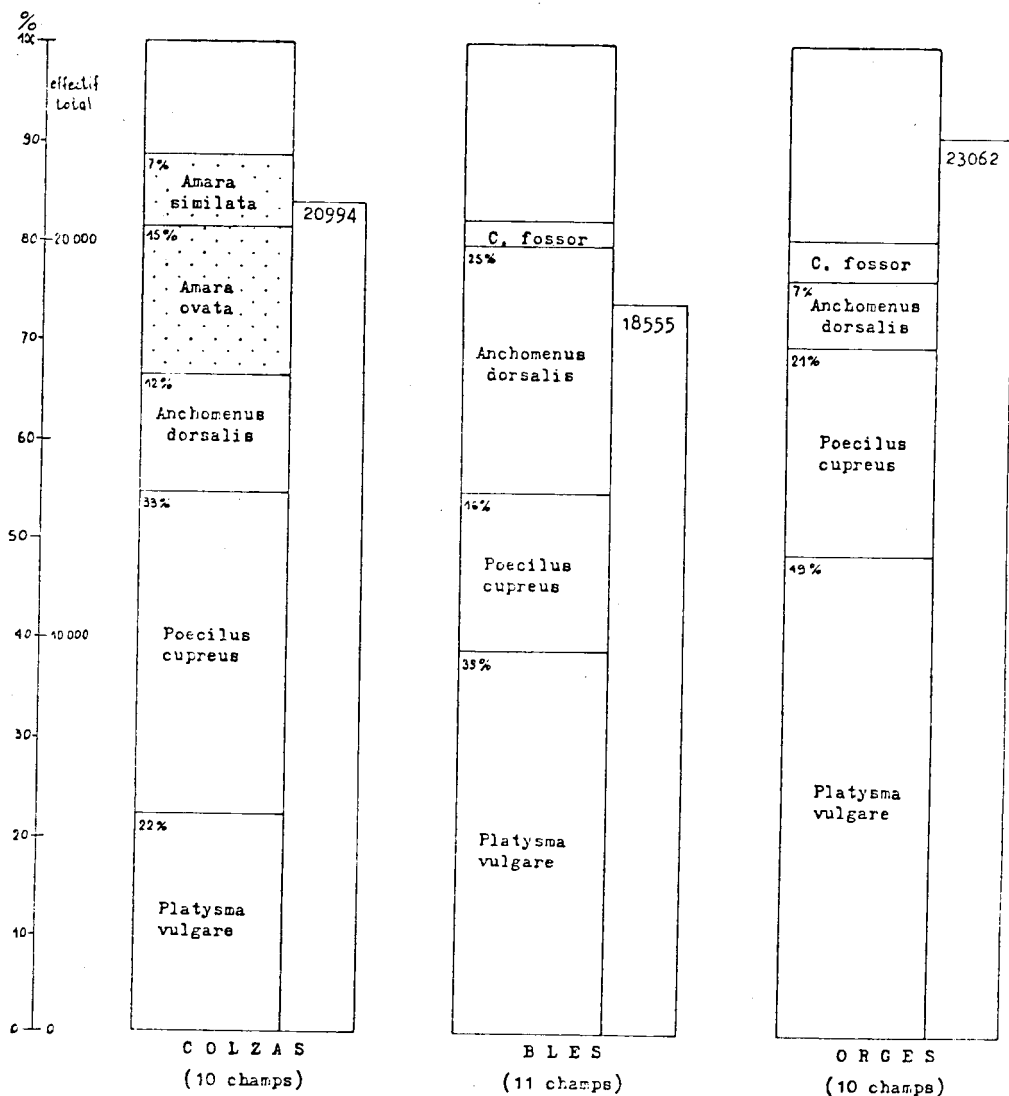 %
100
effectif
total
90
80
20 000
70
60
50
40
10 000
30
20
10
0
0
7%
Amara
similata
15%
Amara
ovata
12%
Anchomenus
dorsalis
33%
Poecilus
cupreus
22%
Platysma
vulgare
20994
C O L Z A S
(10 champs)
C. fossor
25%
Anchomenus
dorsalis
16%
Poecilus
cupreus
Platysma
vulgare
18555
B L E S
(11 champs)
C. fossor
7%
Anchomenus
dorsalis
21%
Poecilus
cupreus
49%
Platysma
vulgare
23062
O R G E S
(10 champs)